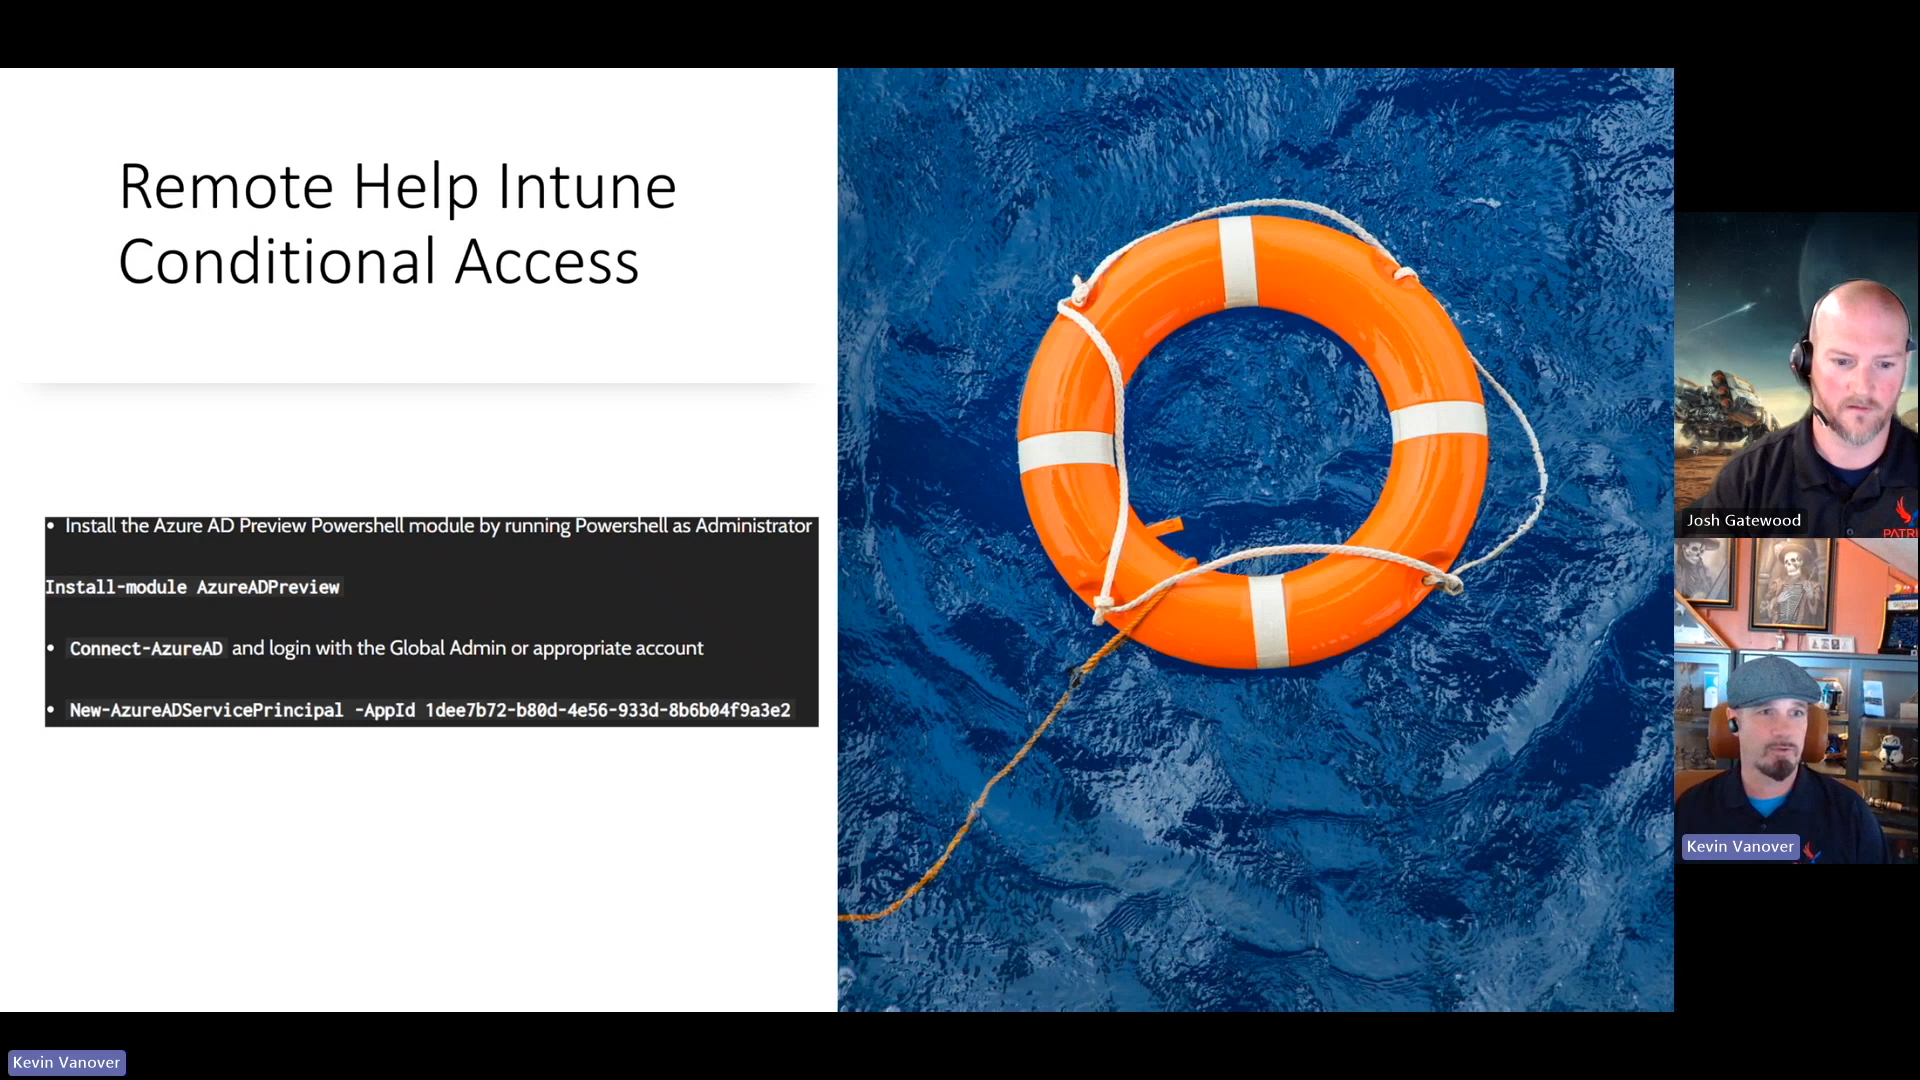 Remote Help Intune
Conditional Access
• Install the Azure AD Preview Powershell module by running Powershell as Administrator
Install-module AzureADPreview
• Connect-AzureAD and login with the Global Admin or appropriate account
• New-AzureADServicePrincipal -AppId 1dee7b72-b80d-4e56-933d-8b6b04f9a3e2
Josh Gatewood
PATRI
Kevin Vanover
Kevin Vanover